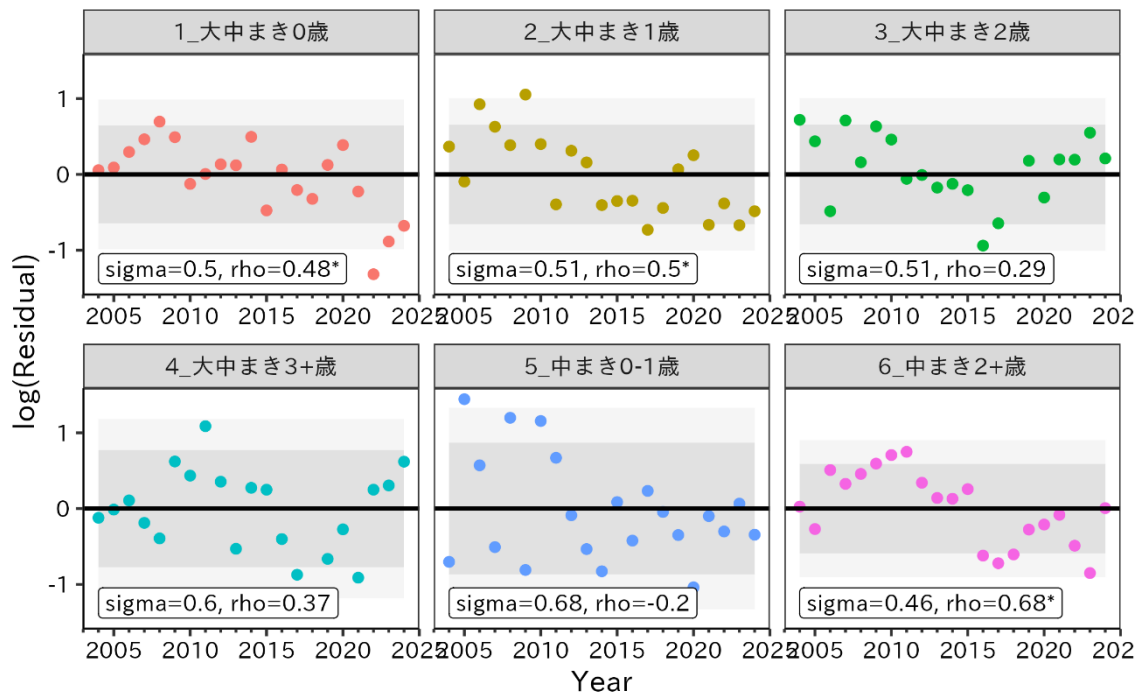 1_大中まき0歳
2_大中まき1歳
3_大中まき2歳
1
0
-1
sigma=0.5, rho=0.48*
sigma=0.51, rho=0.5*
sigma=0.51, rho=0.29
2005 2010 2015 2020 2025
2005 2010 2015 2020 2025
2005 2010 2015 2020 202
4_大中まき3+歳
5_中まき0-1歳
6_中まき2+歳
1
0
-1
sigma=0.6, rho=0.37
sigma=0.68, rho=-0.2
sigma=0.46, rho=0.68*
2005 2010 2015 2020 2025
2005 2010 2015 2020 2025
2005 2010 2015 2020 202
log(Residual)
Year